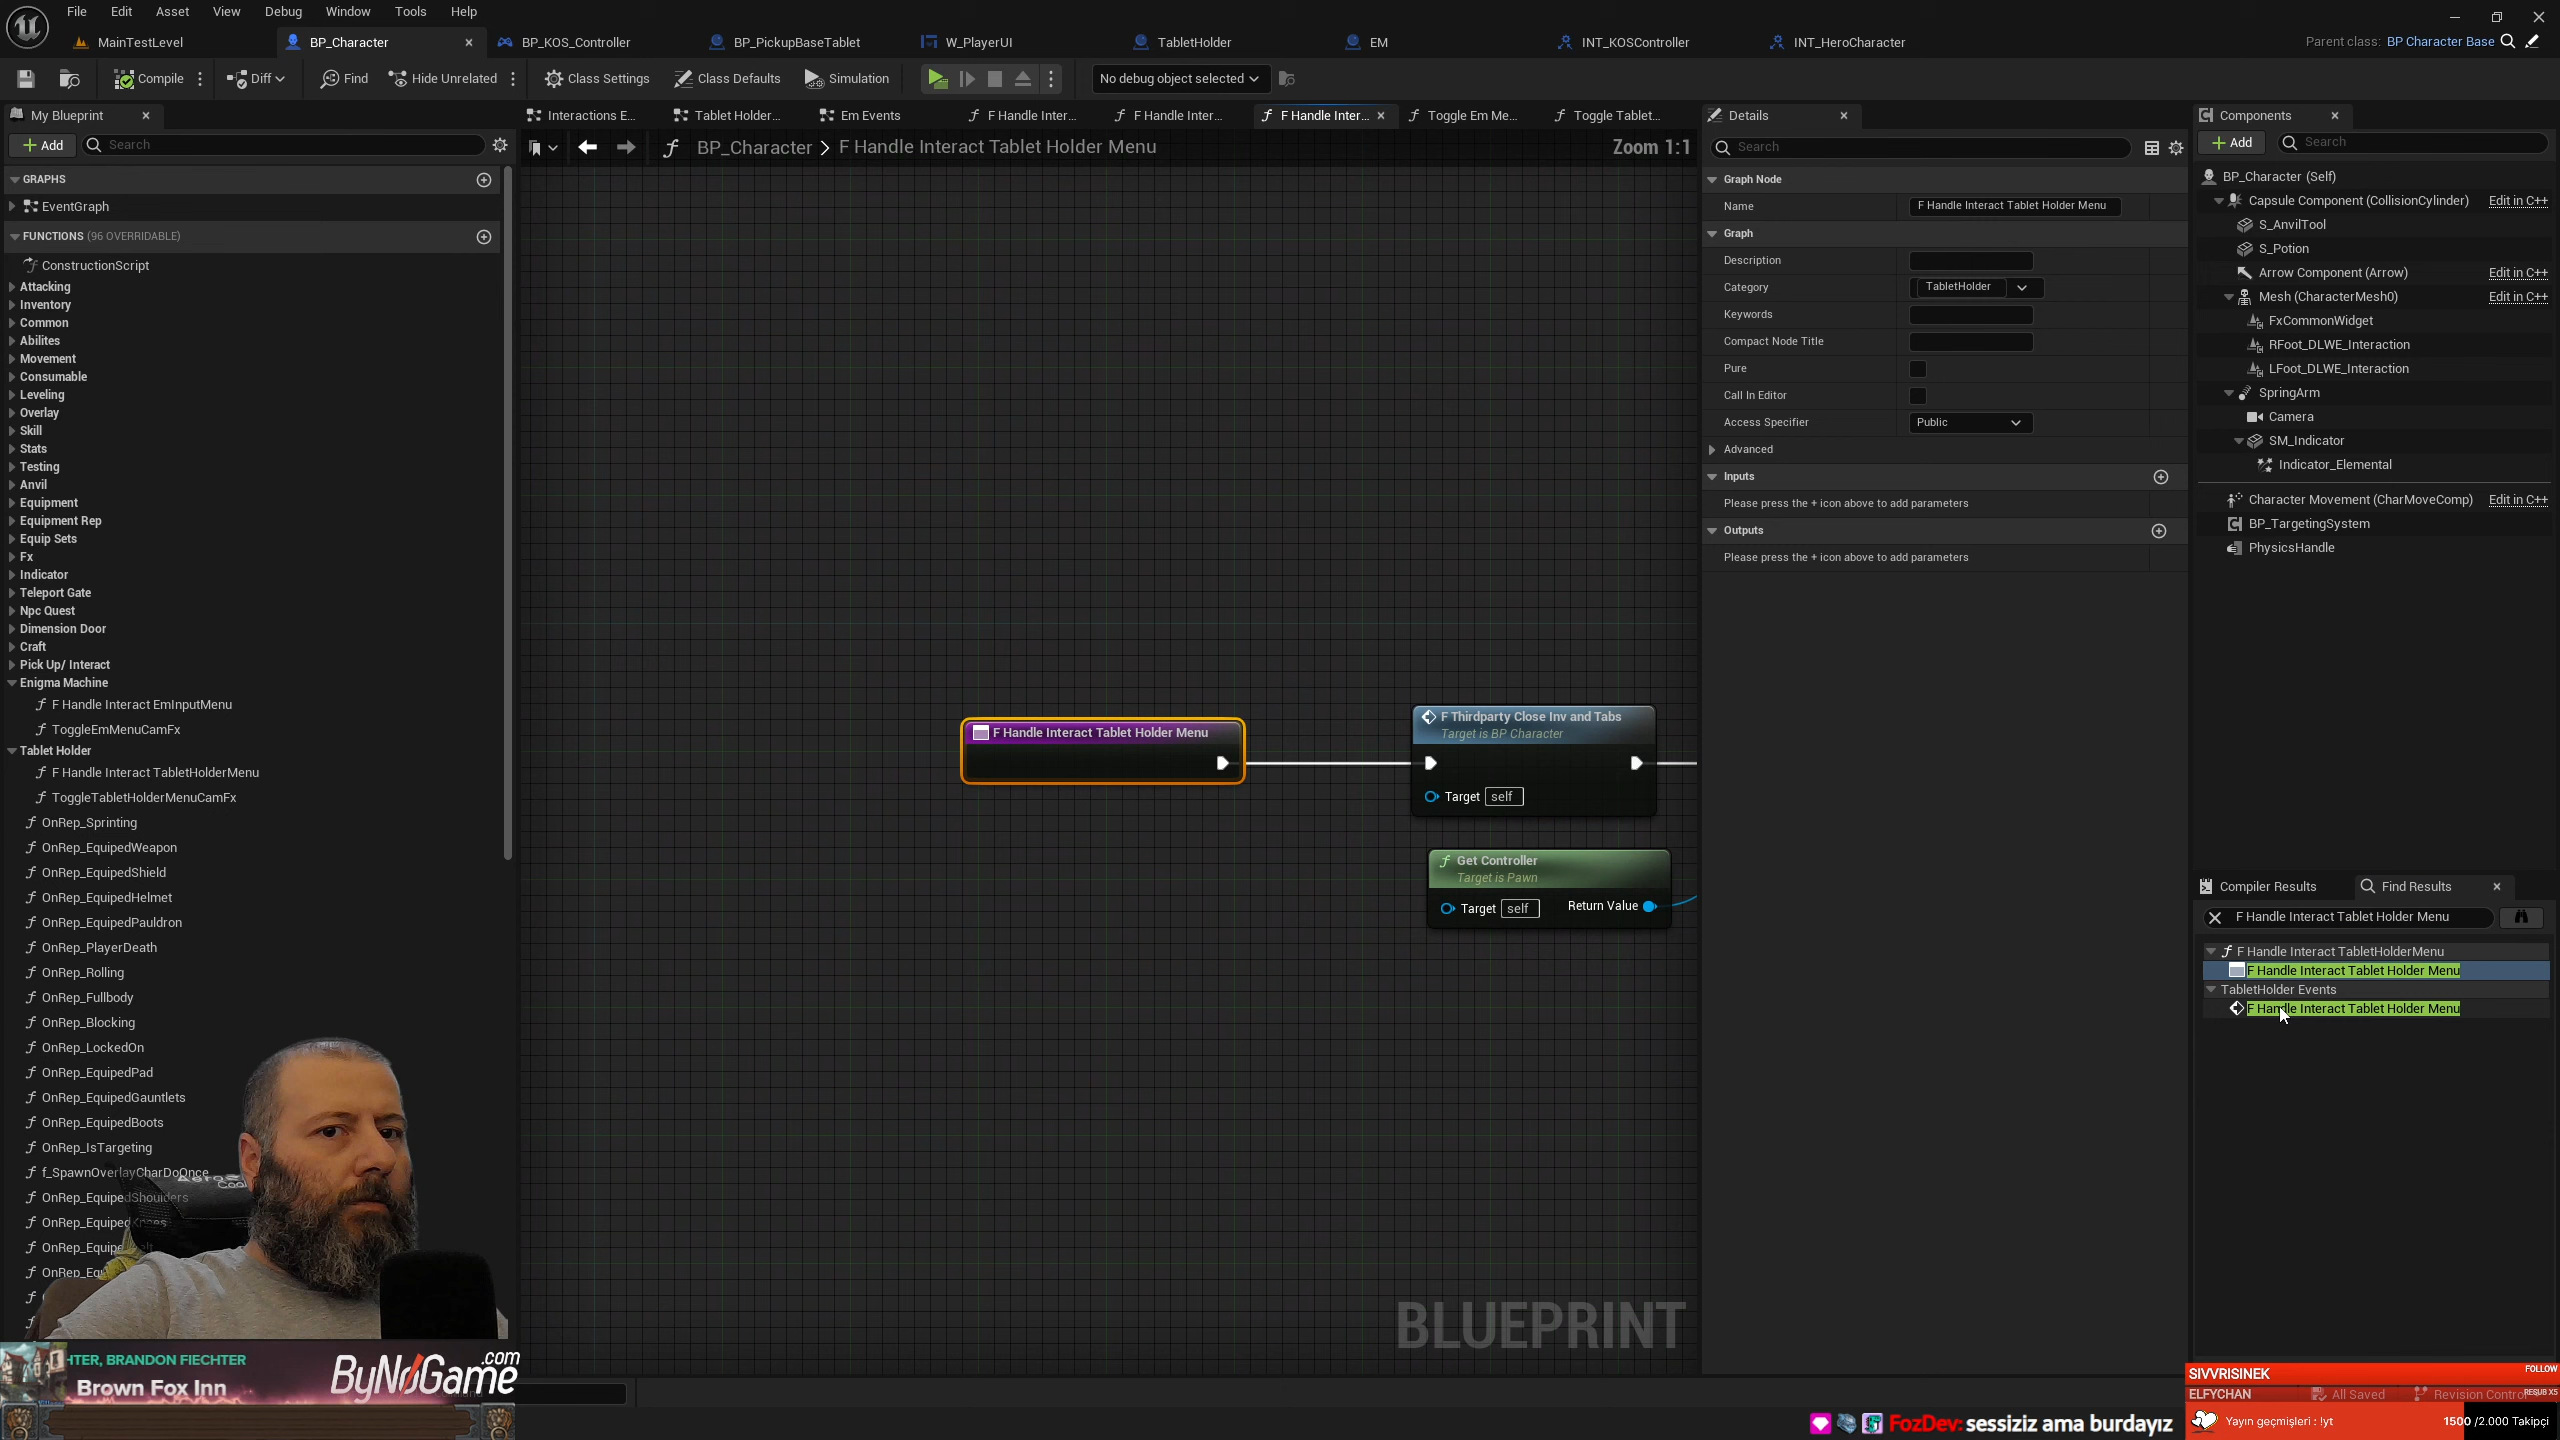 File Edit Asset View Debug Window Tools Help
MainTestLevel BP_Character BP_KOS_Controller BP_PickupBaseTablet W_PlayerUI TabletHolder EM INT_KOSController INT_HeroCharacter Parent class: BP Character Base
Compile Diff Find Hide Unrelated Class Settings Class Defaults Simulation No debug object selected
My Blueprint
Add Search
GRAPHS
EventGraph
FUNCTIONS (96 OVERRIDABLE)
ConstructionScript
Attacking
Inventory
Common
Abilites
Movement
Consumable
Leveling
Overlay
Skill
Stats
Testing
Anvil
Equipment
Equipment Rep
Equip Sets
Fx
Indicator
Teleport Gate
Npc Quest
Dimension Door
Craft
Pick Up/ Interact
Enigma Machine
F Handle Interact EmInputMenu
ToggleEmMenuCamFx
Tablet Holder
F Handle Interact TabletHolderMenu
ToggleTabletHolderMenuCamFx
OnRep_Sprinting
OnRep_EquipedWeapon
OnRep_EquipedShield
OnRep_EquipedHelmet
OnRep_EquipedPauldron
OnRep_PlayerDeath
OnRep_Rolling
OnRep_Fullbody
OnRep_Blocking
OnRep_LockedOn
OnRep_EquipedPad
OnRep_EquipedGauntlets
OnRep_EquipedBoots
OnRep_IsTargeting
f_SpawnOverlayCharDoOnce
OnRep_EquipedShoulders
Interactions E... Tablet Holder... Em Events F Handle Inter... F Handle Inter... F Handle Inter... Toggle Em Me... Toggle Tablet...
BP_Character > F Handle Interact Tablet Holder Menu Zoom 1:1
F Handle Interact Tablet Holder Menu
F Thirdparty Close Inv and Tabs
Target is BP Character
Target self
Get Controller
Target is Pawn
Target self Return Value
BLUEPRINT
Details
Search
Graph Node
Name F Handle Interact Tablet Holder Menu
Graph
Description
Category TabletHolder
Keywords
Compact Node Title
Pure
Call In Editor
Access Specifier Public
Advanced
Inputs
Please press the + icon above to add parameters
Outputs
Please press the + icon above to add parameters
Components
Add Search
BP_Character (Self)
Capsule Component (CollisionCylinder) Edit in C++
S_AnvilTool
S_Potion
Arrow Component (Arrow) Edit in C++
Mesh (CharacterMesh0) Edit in C++
FxCommonWidget
RFoot_DLWE_Interaction
LFoot_DLWE_Interaction
SpringArm
Camera
SM_Indicator
Indicator_Elemental
Character Movement (CharMoveComp) Edit in C++
BP_TargetingSystem
PhysicsHandle
Compiler Results Find Results
F Handle Interact Tablet Holder Menu
F Handle Interact TabletHolderMenu
F Handle Interact Tablet Holder Menu
TabletHolder Events
F Handle Interact Tablet Holder Menu
HTER, BRANDON FIECHTER
Brown Fox Inn
ByNoGame.com
SIVVRISINEK FOLLOW
ELFYCHAN All Saved Revision Control RESUB X5
FozDev: sessiziz ama burdayız
Yayın geçmişleri : !yt 1500 /2.000 Takipçi